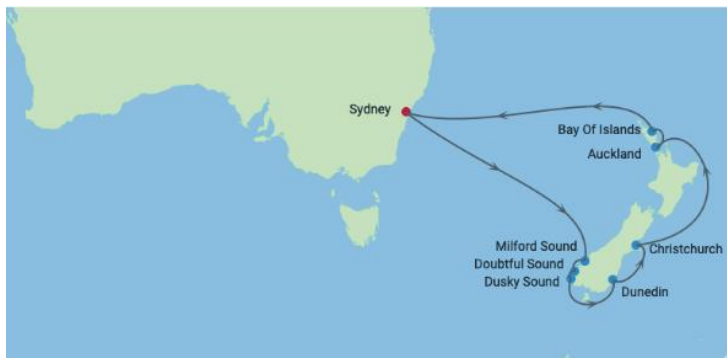 Sydney
Bay Of Islands
Auckland
Milford Sound
Christchurch
Doubtful Sound
Dusky Sound
Dunedin